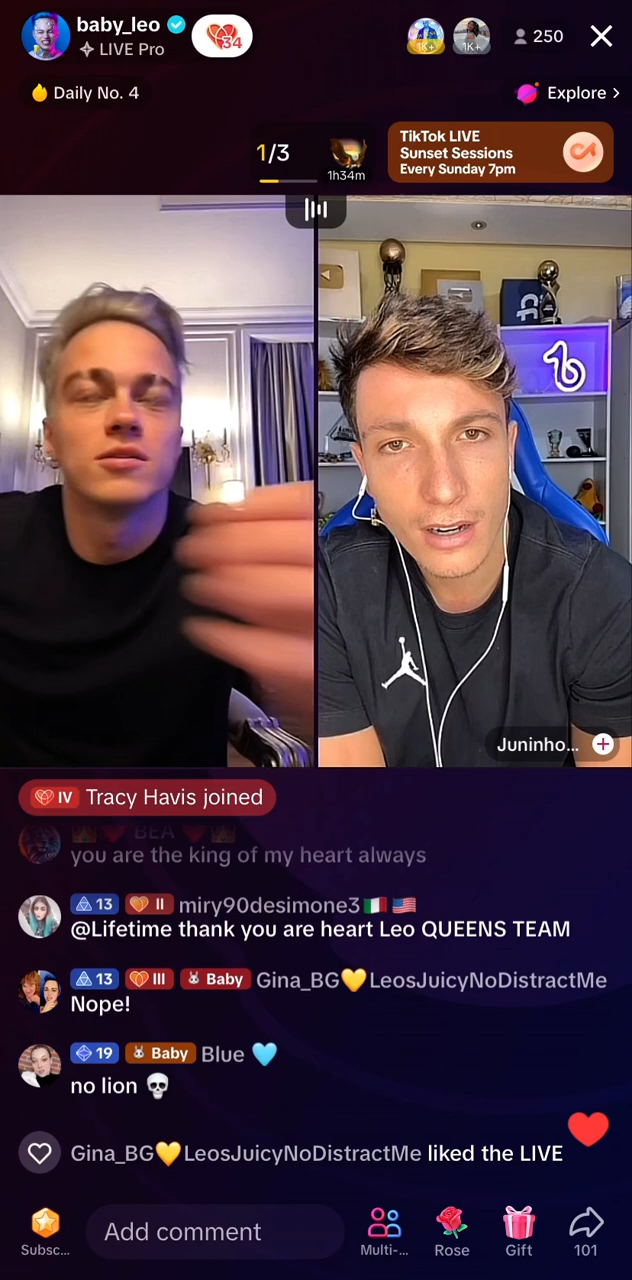 baby_leo
LIVE Pro
34
1K+
1K+
250
Daily No. 4
Explore >
1/3
1h34m
TikTok LIVE
Sunset Sessions
Every Sunday 7pm
Juninho...
IV Tracy Havis joined
BEA
you are the king of my heart always
13 II miry90desimone3🇮🇹🇺🇸
@Lifetime thank you are heart Leo QUEENS TEAM
13 III Baby Gina_BG💛LeosJuicyNoDistractMe
Nope!
19 Baby Blue 🩵
no lion 💀
Gina_BG💛LeosJuicyNoDistractMe liked the LIVE
Subsc...
Add comment
Multi-...
Rose
Gift
101